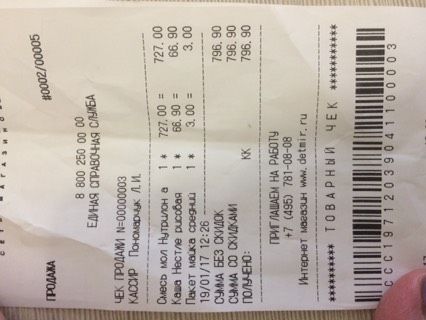 СЕТЬ МАГАЗИНО
ПРОДАЖА #0002/00005
8 800 250 00 00
ЕДИНАЯ СПРАВОЧНАЯ СЛУЖБА
ЧЕК ПРОДАЖИ N=00000003
КАССИР Пономарчук Л.И.
Смесь мол Нутрилон а 1 * 727.00 = 727.00
Каша Нестле рисовая 1 * 66.90 = 66.90
Пакет майка средний 1 * 3.00 = 3.00
19/01/17 12:26
СУММА БЕЗ СКИДОК 796.90
СУММА СО СКИДКАМИ 796.90
ПОЛУЧЕНО: КК 796.90
ПРИГЛАШАЕМ НА РАБОТУ
+7 (495) 781-08-08
Интернет магазин www.detmir.ru
********** ТОВАРНЫЙ ЧЕК **********
CCC19712039041100003